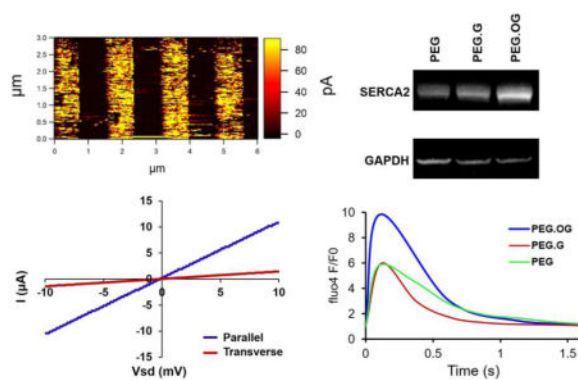 3.0
2.5
2.0
1.5
1.0
0.5
0.0
µm
0 1 2 3 4 5 6
µm
80
60
40
20
0
pA
PEG
PEG.G
PEG.OG
SERCA2
GAPDH
15
10
5
0
-5
-10
-15
-10 0 10
I (µA)
Vsd (mV)
Parallel
Transverse
10
8
6
4
2
0
0 0.5 1 1.5
fluo4 F/F0
Time (s)
PEG.OG
PEG.G
PEG